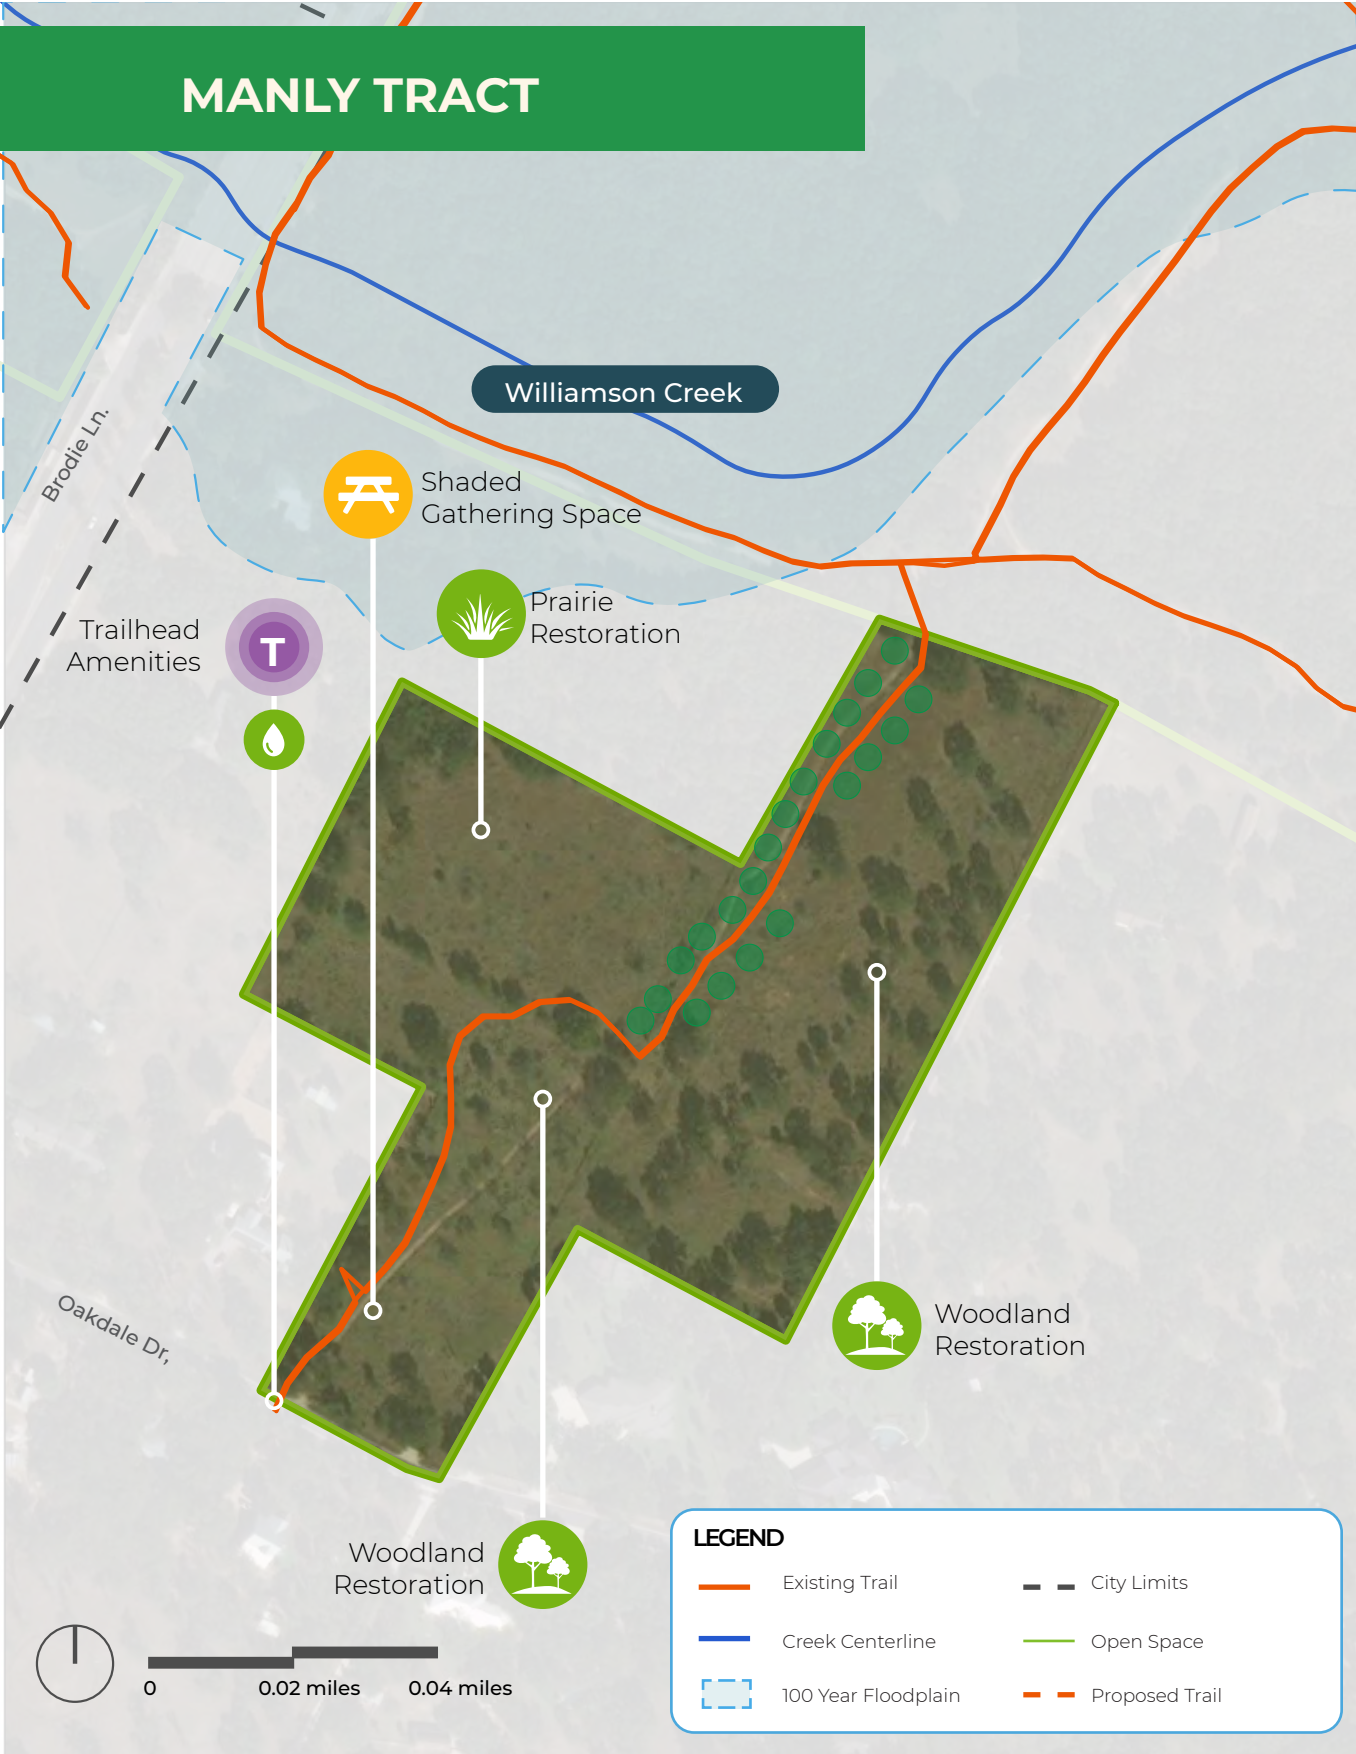 MANLY TRACT
Williamson Creek
Brodie Ln.
Shaded
Gathering Space
Prairie
Restoration
Trailhead
Amenities
T
Oakdale Dr,
Woodland
Restoration
Woodland
Restoration
LEGEND
Existing Trail
City Limits
Creek Centerline
Open Space
100 Year Floodplain
Proposed Trail
0
0.02 miles
0.04 miles